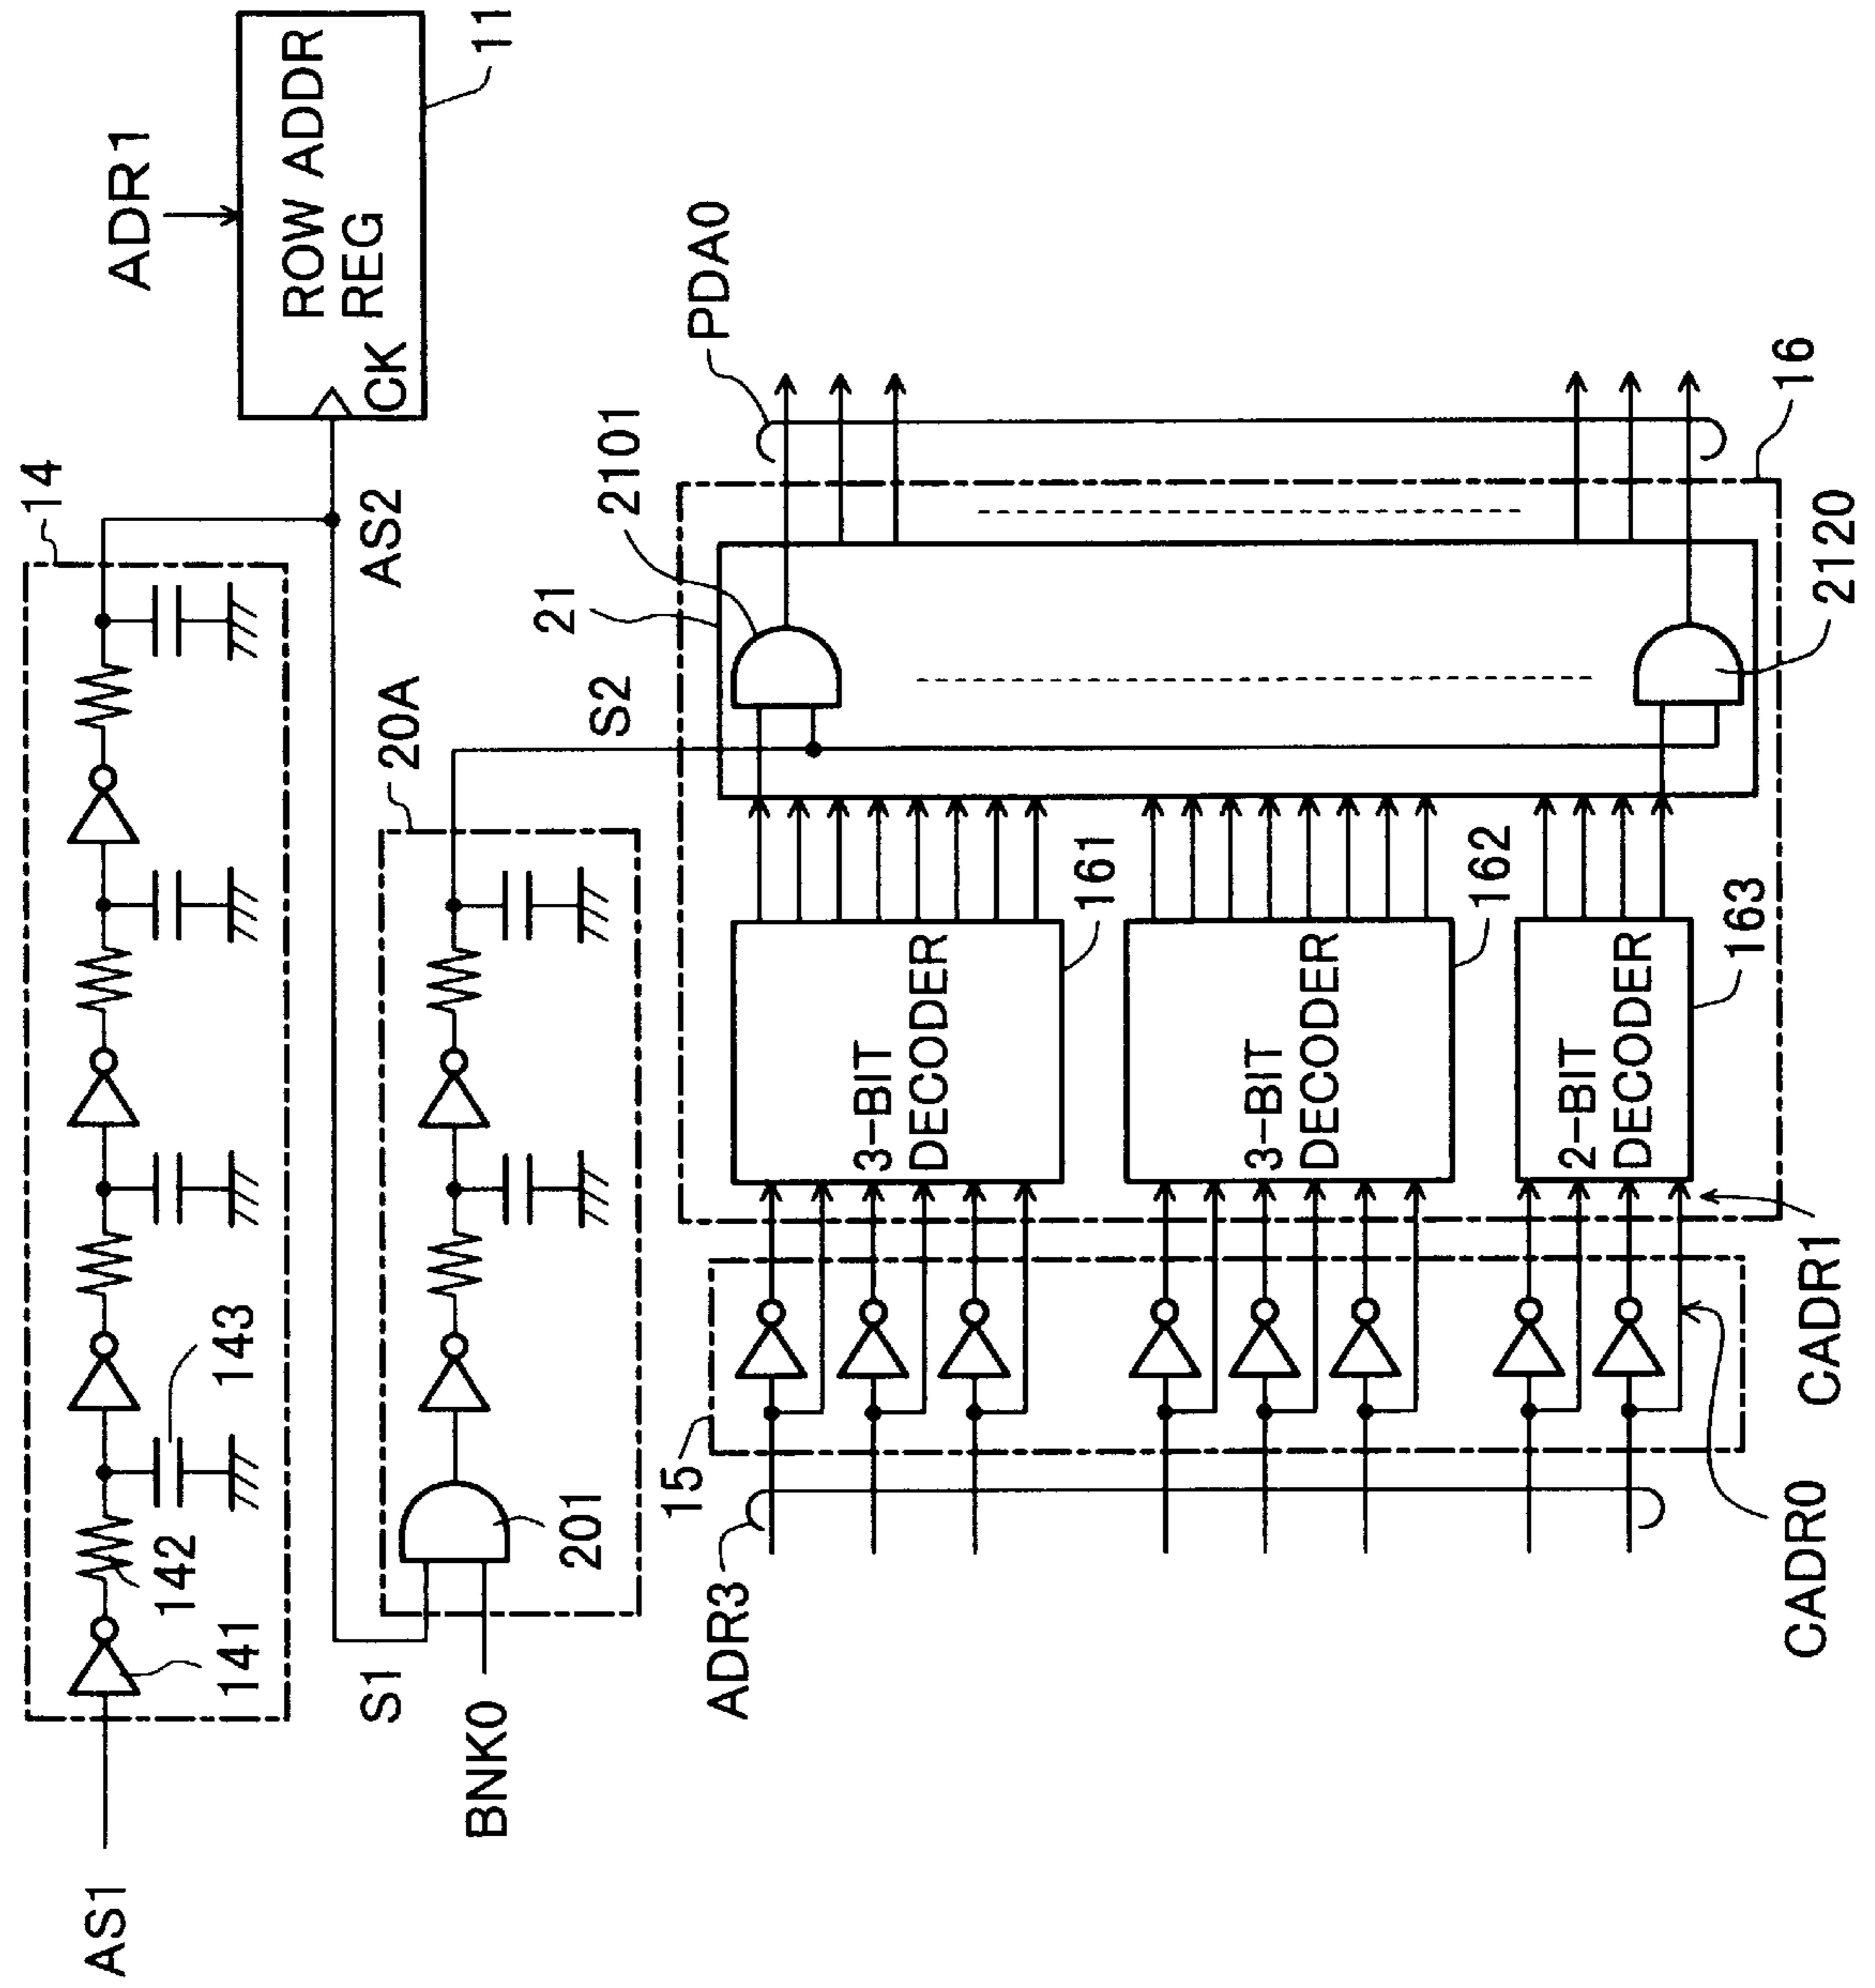 AS1
141
142
143
14
AS2
ADR1
ROW ADDR
REG
CK
11
S1
BNK0
201
20A
S2
ADR3
15
CADR0
CADR1
3-BIT
DECODER
161
3-BIT
DECODER
162
2-BIT
DECODER
163
21
2101
2120
16
PDA0